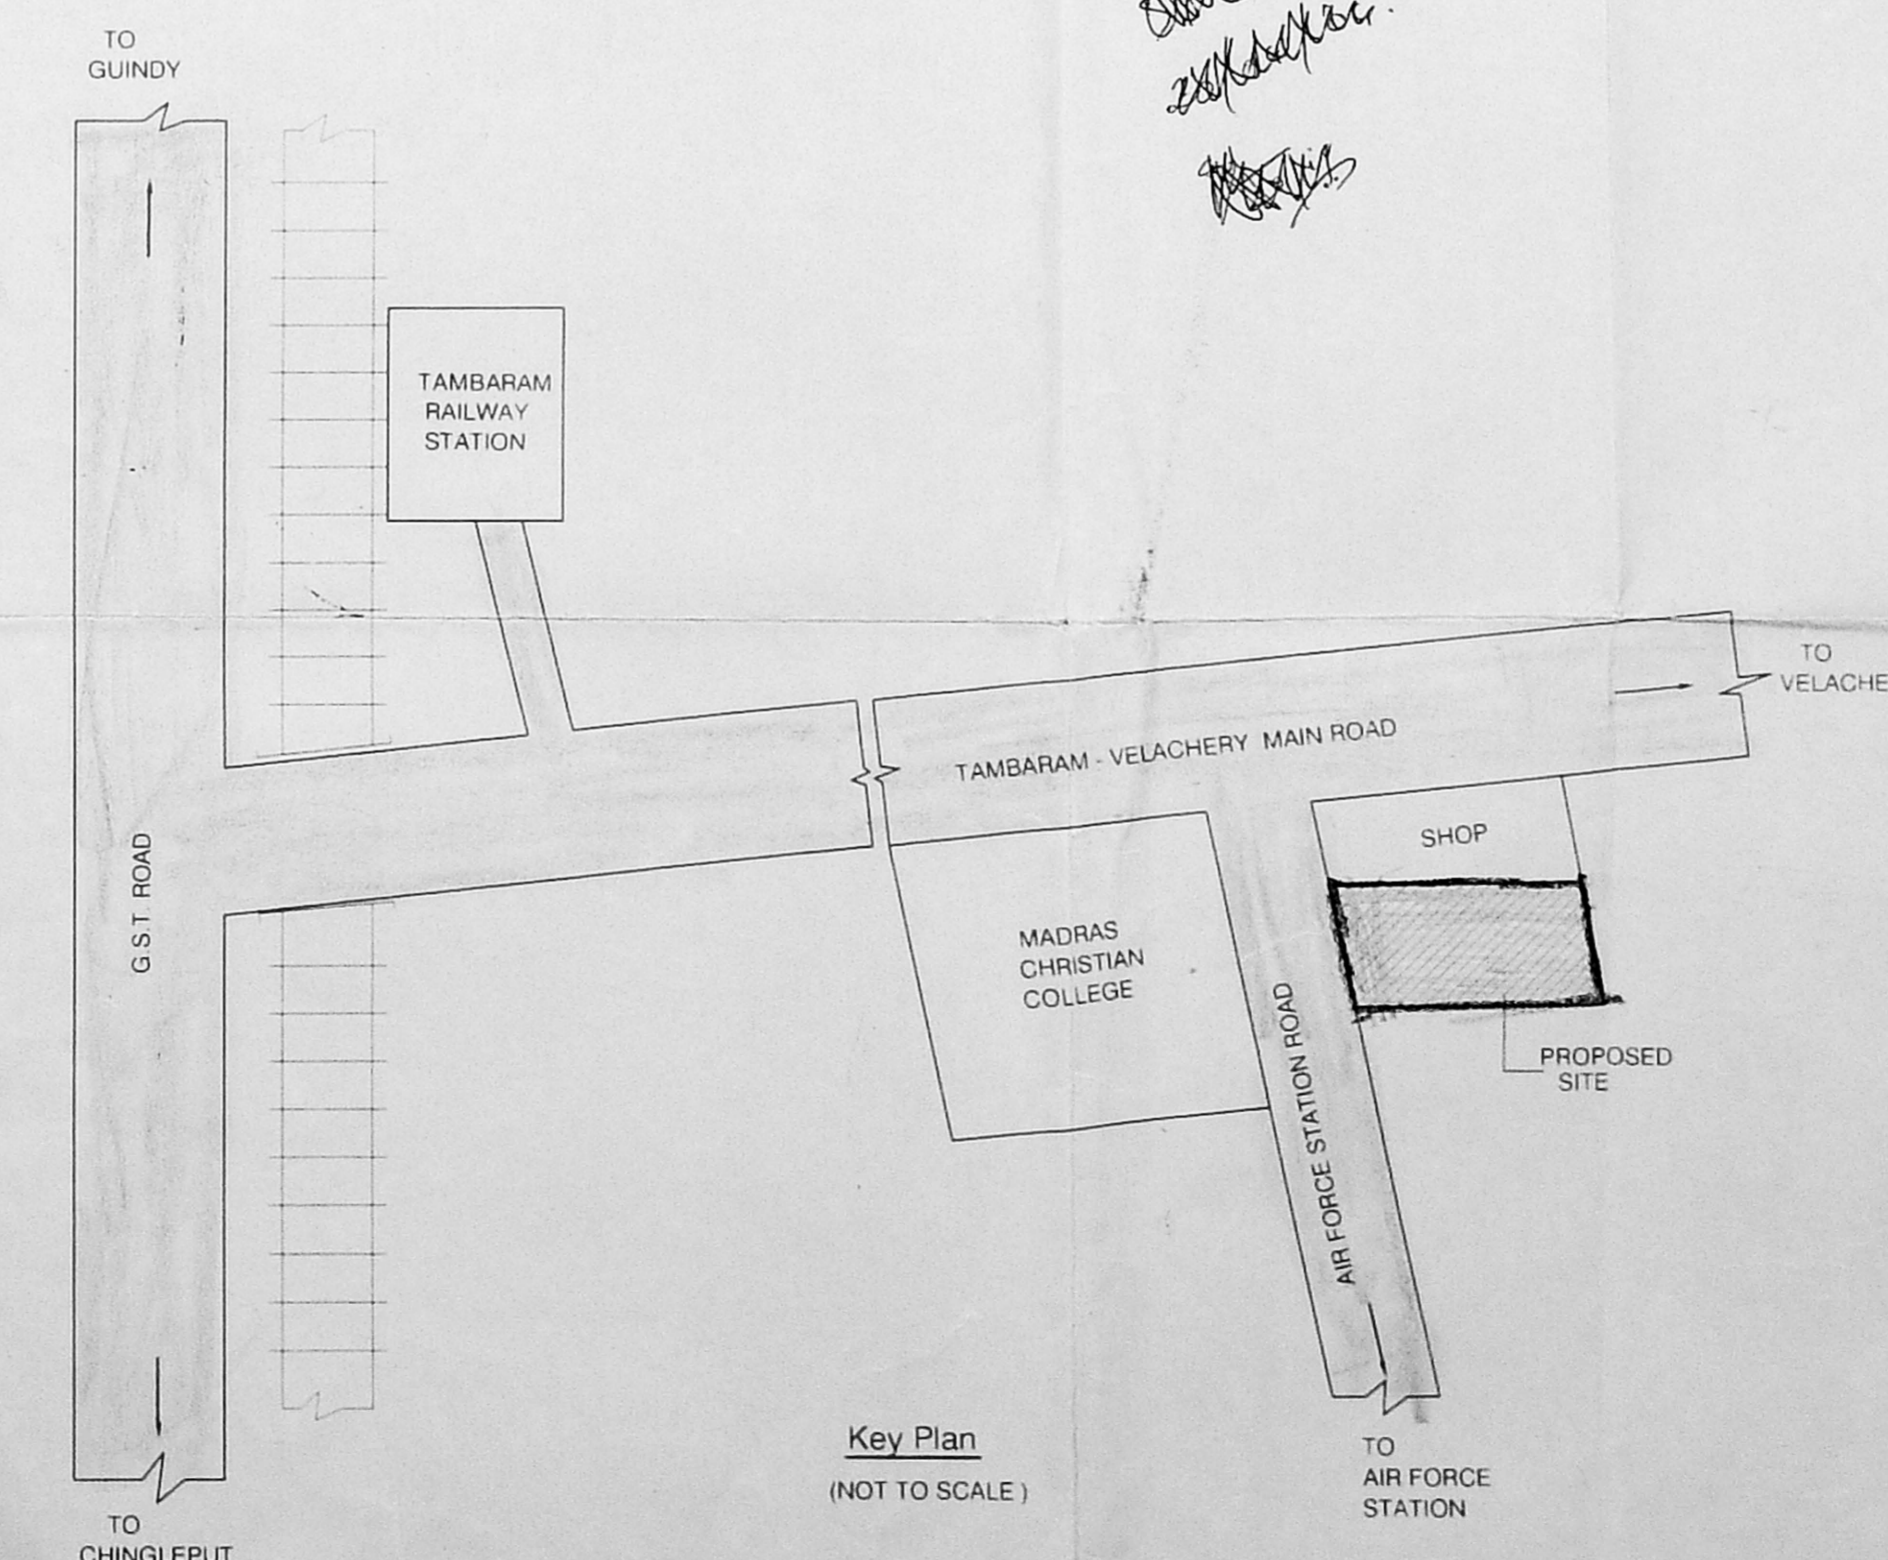 TO
GUINDY
TAMBARAM
RAILWAY
STATION
TO
VELACHE
TAMBARAM - VELACHERY MAIN ROAD
SHOP
G.S.T. ROAD
MADRAS
CHRISTIAN
COLLEGE
AIR FORCE STATION ROAD
PROPOSED
SITE
Key Plan
(NOT TO SCALE)
TO
AIR FORCE
STATION
TO
CHINGLEPUT